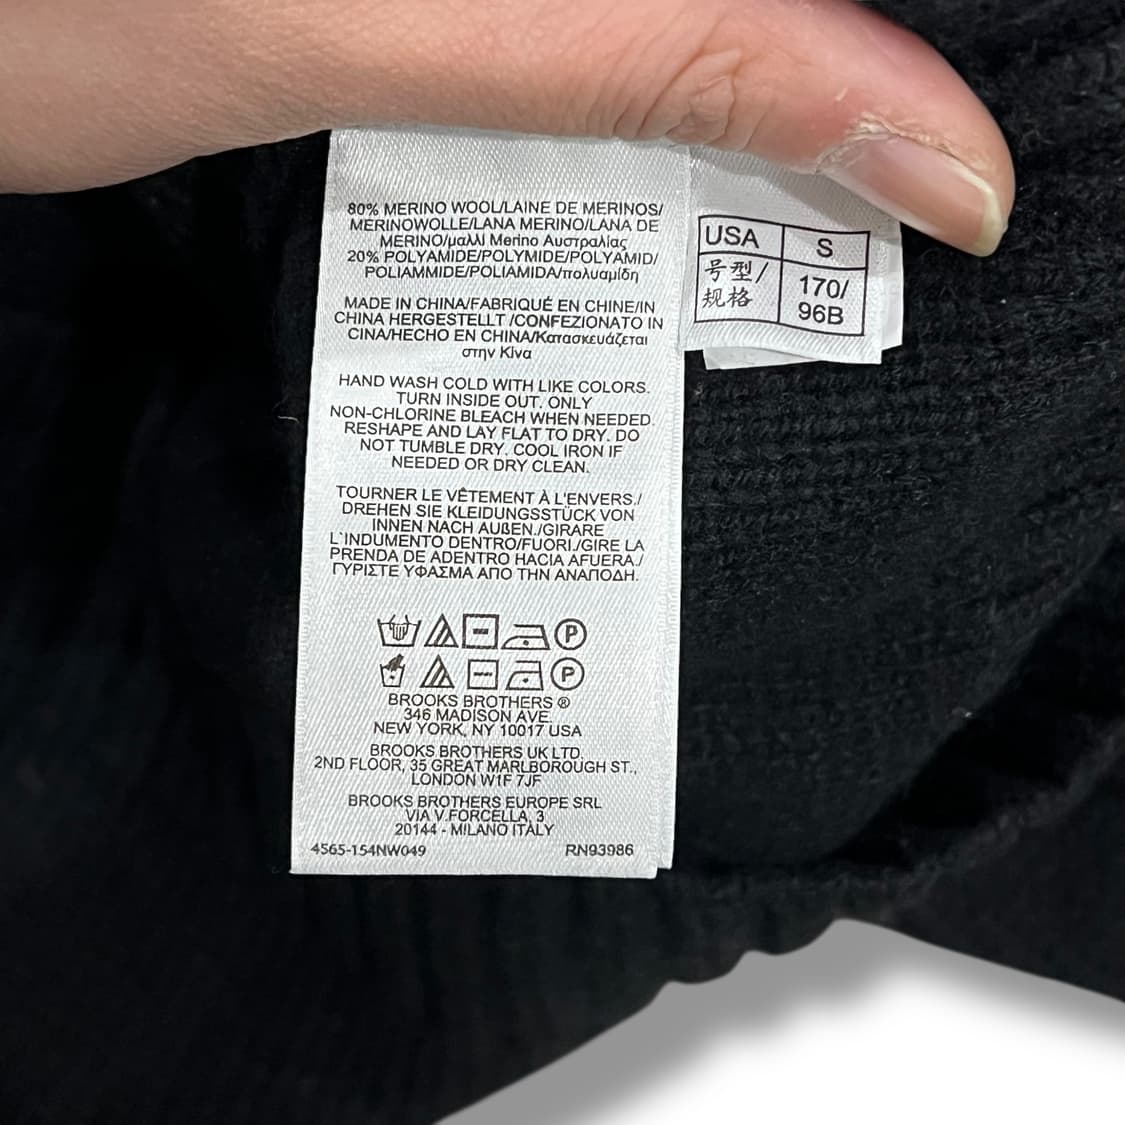 80% MERINO WOOL/LAINE DE MERINOS/
MERINOWOLLE/LANA MERINO/LANA DE
MERINO/μαλλί Merino Αυστραλίας
20% POLYAMIDE/POLYMIDE/POLYAMID/
POLIAMMIDE/POLIAMIDA/πολυαμίδη
MADE IN CHINA/FABRIQUÉ EN CHINE/IN
CHINA HERGESTELLT /CONFEZIONATO IN
CINA/HECHO EN CHINA/Κατασκευάζεται
στην Κίνα
HAND WASH COLD WITH LIKE COLORS.
TURN INSIDE OUT. ONLY
NON-CHLORINE BLEACH WHEN NEEDED.
RESHAPE AND LAY FLAT TO DRY. DO
NOT TUMBLE DRY. COOL IRON IF
NEEDED OR DRY CLEAN.
TOURNER LE VÊTEMENT À L'ENVERS./
DREHEN SIE KLEIDUNGSSTÜCK VON
INNEN NACH AUßEN./GIRARE
L`INDUMENTO DENTRO/FUORI./GIRE LA
PRENDA DE ADENTRO HACIA AFUERA./
ΓΥΡΙΣΤΕ ΥΦΑΣΜΑ ΑΠΟ ΤΗΝ ΑΝΑΠΟΔΗ.
P
P
BROOKS BROTHERS ®
346 MADISON AVE.
NEW YORK, NY 10017 USA
BROOKS BROTHERS UK LTD.
2ND FLOOR, 35 GREAT MARLBOROUGH ST.,
LONDON W1F 7JF
BROOKS BROTHERS EUROPE SRL
VIA V.FORCELLA, 3
20144 - MILANO ITALY
4565-154NW049 RN93986
USA S
号型/
规格
170/
96B